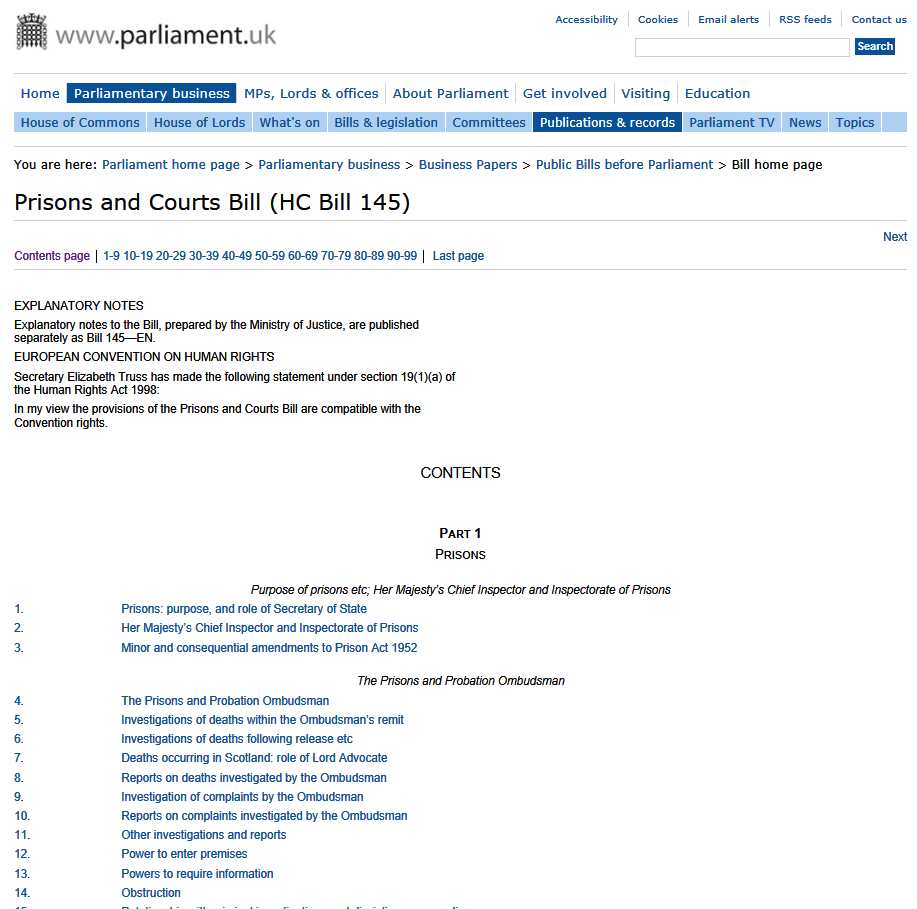 www.parliament.uk
Accessibility Cookies Email alerts RSS feeds Contact us
Search
Home Parliamentary business MPs, Lords & offices About Parliament Get involved Visiting Education
House of Commons House of Lords What's on Bills & legislation Committees Publications & records Parliament TV News Topics
You are here: Parliament home page > Parliamentary business > Business Papers > Public Bills before Parliament > Bill home page
Prisons and Courts Bill (HC Bill 145)
Next
Contents page | 1-9 10-19 20-29 30-39 40-49 50-59 60-69 70-79 80-89 90-99 | Last page
EXPLANATORY NOTES
Explanatory notes to the Bill, prepared by the Ministry of Justice, are published
separately as Bill 145—EN.
EUROPEAN CONVENTION ON HUMAN RIGHTS
Secretary Elizabeth Truss has made the following statement under section 19(1)(a) of
the Human Rights Act 1998:
In my view the provisions of the Prisons and Courts Bill are compatible with the
Convention rights.
CONTENTS
PART 1
PRISONS
Purpose of prisons etc; Her Majesty's Chief Inspector and Inspectorate of Prisons
1. Prisons: purpose, and role of Secretary of State
2. Her Majesty's Chief Inspector and Inspectorate of Prisons
3. Minor and consequential amendments to Prison Act 1952
The Prisons and Probation Ombudsman
4. The Prisons and Probation Ombudsman
5. Investigations of deaths within the Ombudsman's remit
6. Investigations of deaths following release etc
7. Deaths occurring in Scotland: role of Lord Advocate
8. Reports on deaths investigated by the Ombudsman
9. Investigation of complaints by the Ombudsman
10. Reports on complaints investigated by the Ombudsman
11. Other investigations and reports
12. Power to enter premises
13. Powers to require information
14. Obstruction